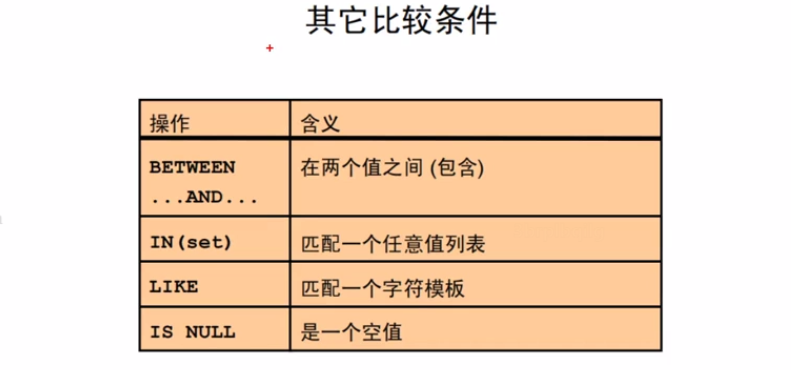 其它比较条件
操作 含义
BETWEEN 在两个值之间 (包含)
...AND...
IN(set) 匹配一个任意值列表
LIKE 匹配一个字符模板
IS NULL 是一个空值